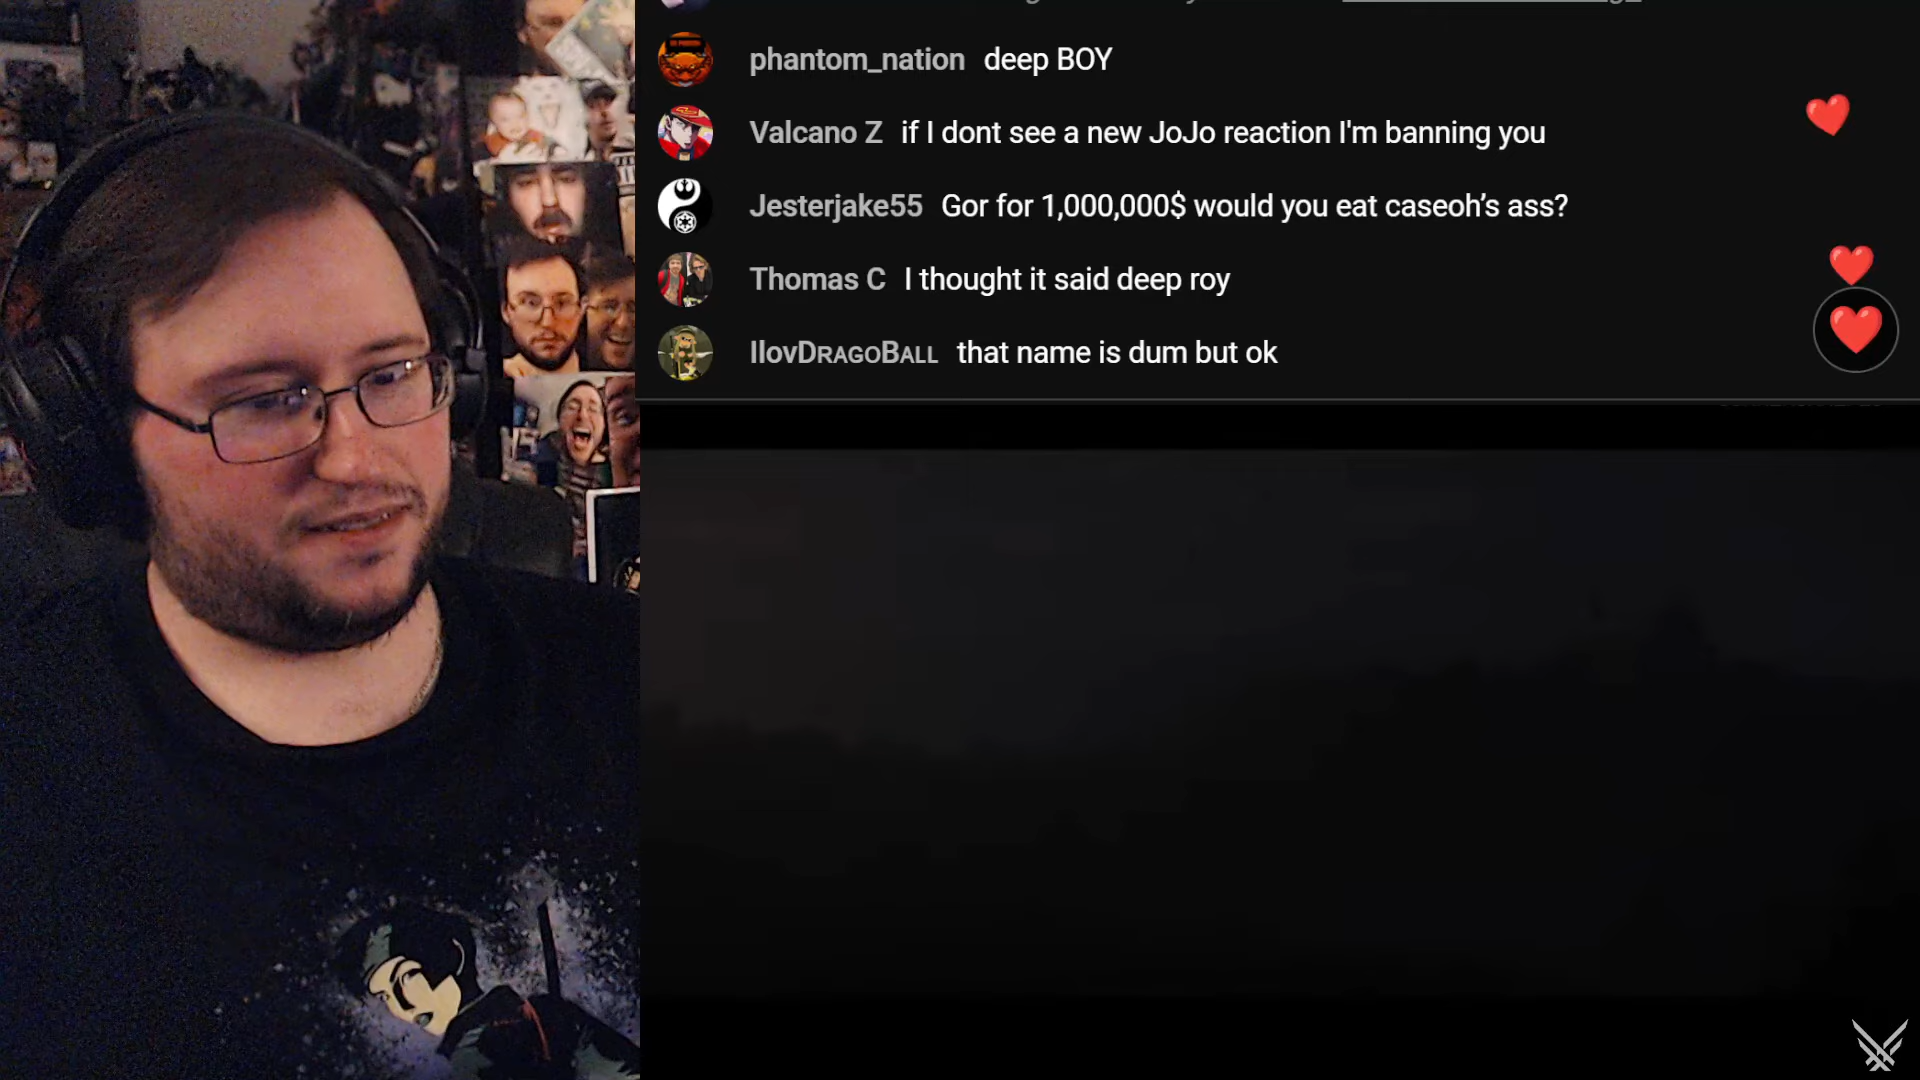 phantom_nation deep BOY
Valcano Z if I dont see a new JoJo reaction I'm banning you
Jesterjake55 Gor for 1,000,000$ would you eat caseoh’s ass?
Thomas C I thought it said deep roy
IlovDʀᴀɢᴏBᴀʟʟ that name is dum but ok